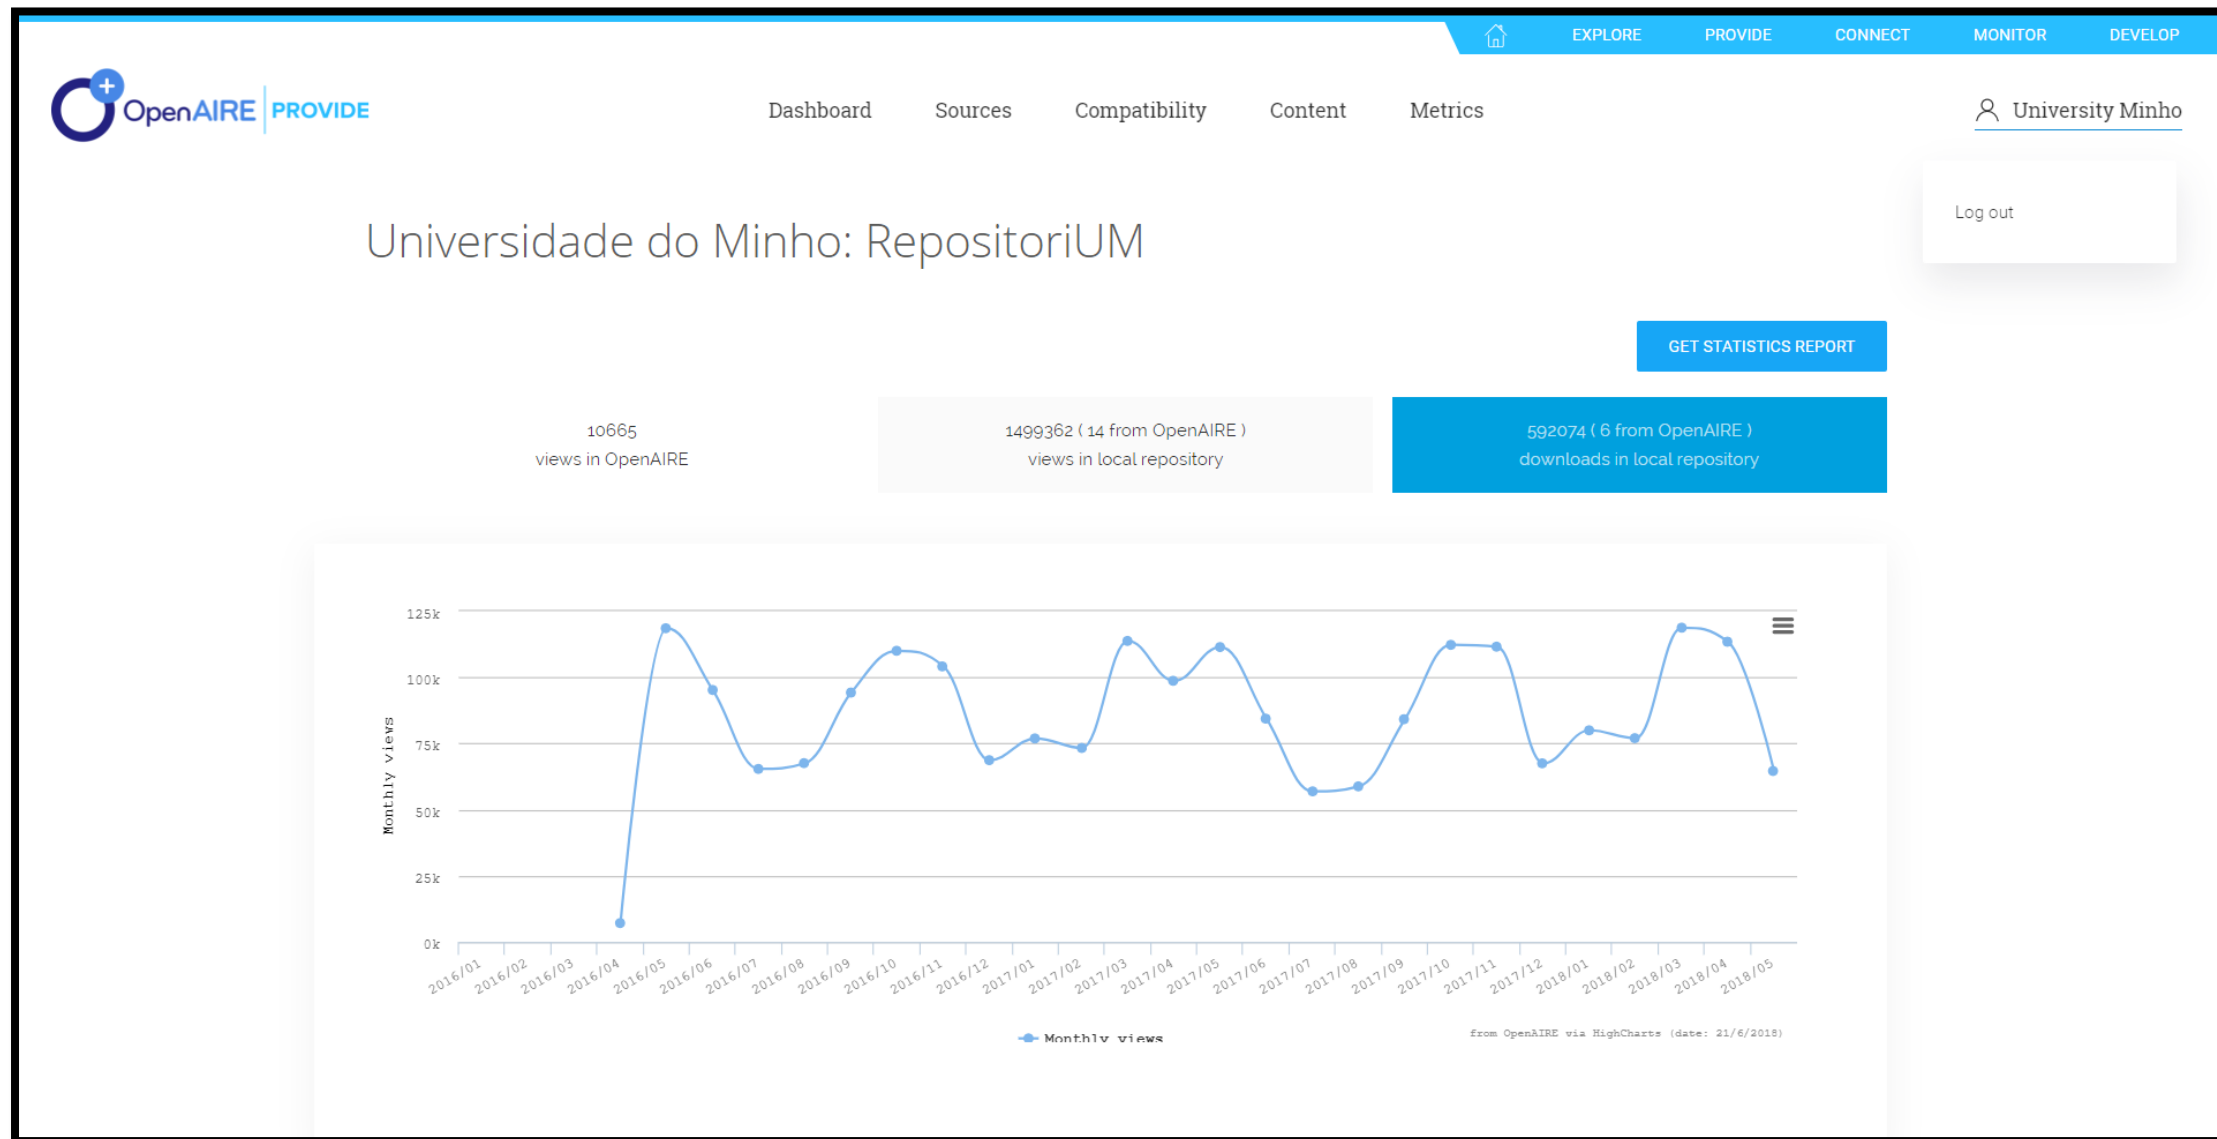 EXPLORE PROVIDE CONNECT MONITOR DEVELOP
OpenAIRE PROVIDE
Dashboard Sources Compatibility Content Metrics
University Minho
Log out
Universidade do Minho: RepositoriUM
GET STATISTICS REPORT
10665
views in OpenAIRE
1499362 ( 14 from OpenAIRE )
views in local repository
592074 ( 6 from OpenAIRE )
downloads in local repository
125k
100k
75k
50k
25k
0k
Monthly views
2016/01 2016/02 2016/03 2016/04 2016/05 2016/06 2016/07 2016/08 2016/09 2016/10 2016/11 2016/12 2017/01 2017/02 2017/03 2017/04 2017/05 2017/06 2017/07 2017/08 2017/09 2017/10 2017/11 2017/12 2018/01 2018/02 2018/03 2018/04 2018/05
Monthly views
from OpenAIRE via HighCharts (date: 21/6/2018)